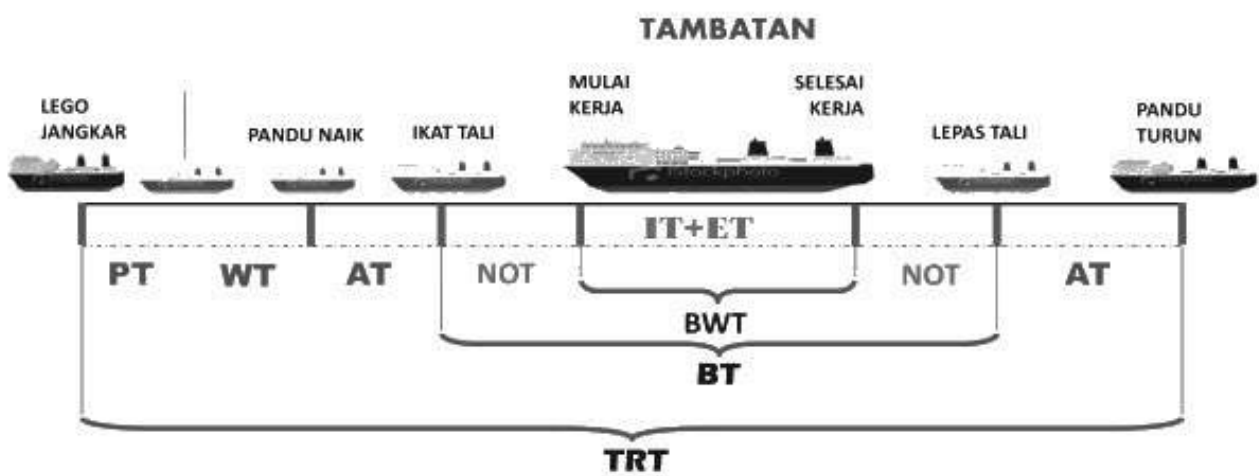 TAMBATAN
LEGO
JANGKAR
PANDU NAIK
IKAT TALI
MULAI
KERJA
SELESAI
KERJA
LEPAS TALI
PANDU
TURUN
iStockphoto
IT+ET
PT
WT
AT
NOT
NOT
AT
BWT
BT
TRT